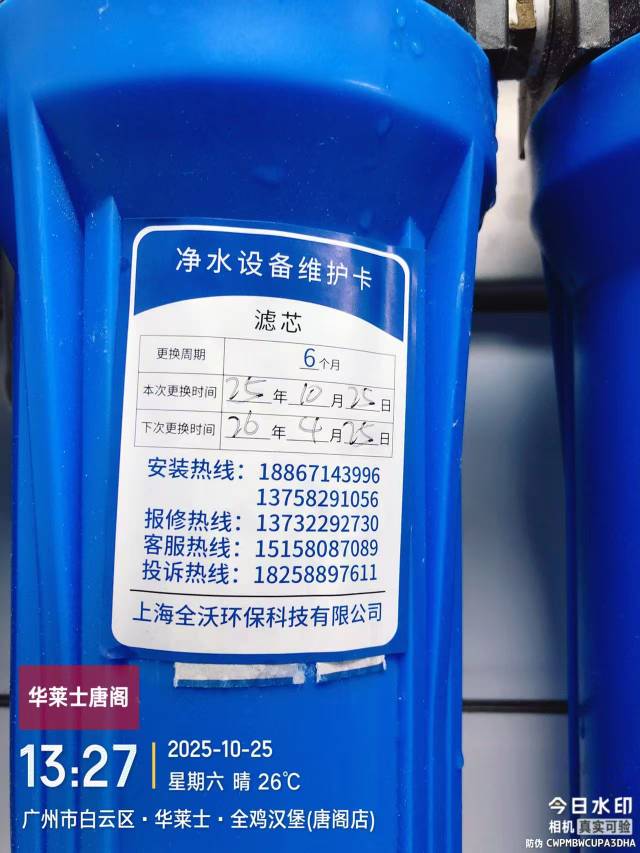 净水设备维护卡
滤芯
更换周期 6个月
本次更换时间 25年10月25日
下次更换时间 26年4月25日
安装热线：18867143996
13758291056
报修热线：13732292730
客服热线：15158087089
投诉热线：18258897611
上海全沃环保科技有限公司
华莱士唐阁
13:27
2025-10-25
星期六 晴 26℃
广州市白云区·华莱士·全鸡汉堡(唐阁店)
今日水印
相机 真实可验
防伪 CWPMBWCUPA3DHA